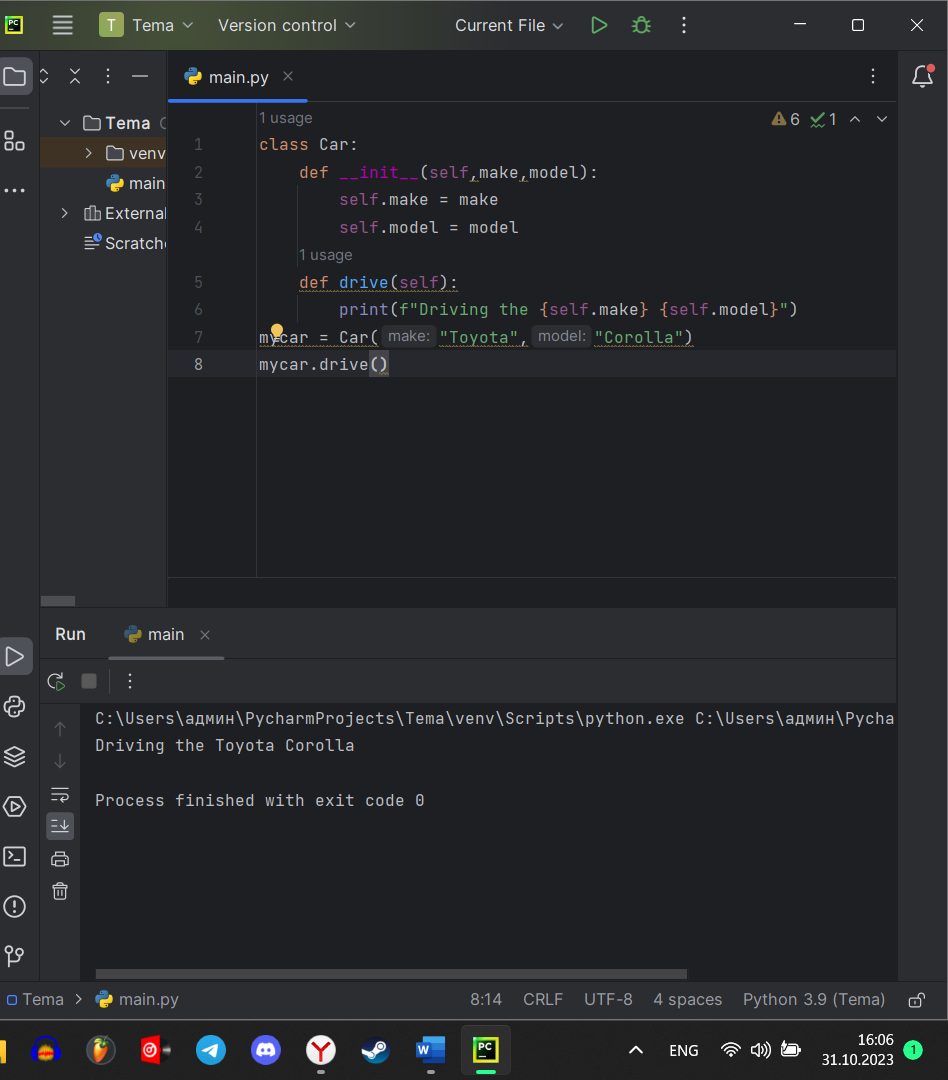 PC T Tema Version control Current File
main.py
Tema
venv
main
External
Scratche
1 usage 6 1
1 class Car:
2 def __init__(self,make,model):
3 self.make = make
4 self.model = model
1 usage
5 def drive(self):
6 print(f"Driving the {self.make} {self.model}")
7 mycar = Car( make: "Toyota", model: "Corolla")
8 mycar.drive()
Run main
C:\Users\админ\PycharmProjects\Tema\venv\Scripts\python.exe C:\Users\админ\Pycha
Driving the Toyota Corolla
Process finished with exit code 0
Tema main.py 8:14 CRLF UTF-8 4 spaces Python 3.9 (Tema)
W PC ENG 16:06
31.10.2023 1